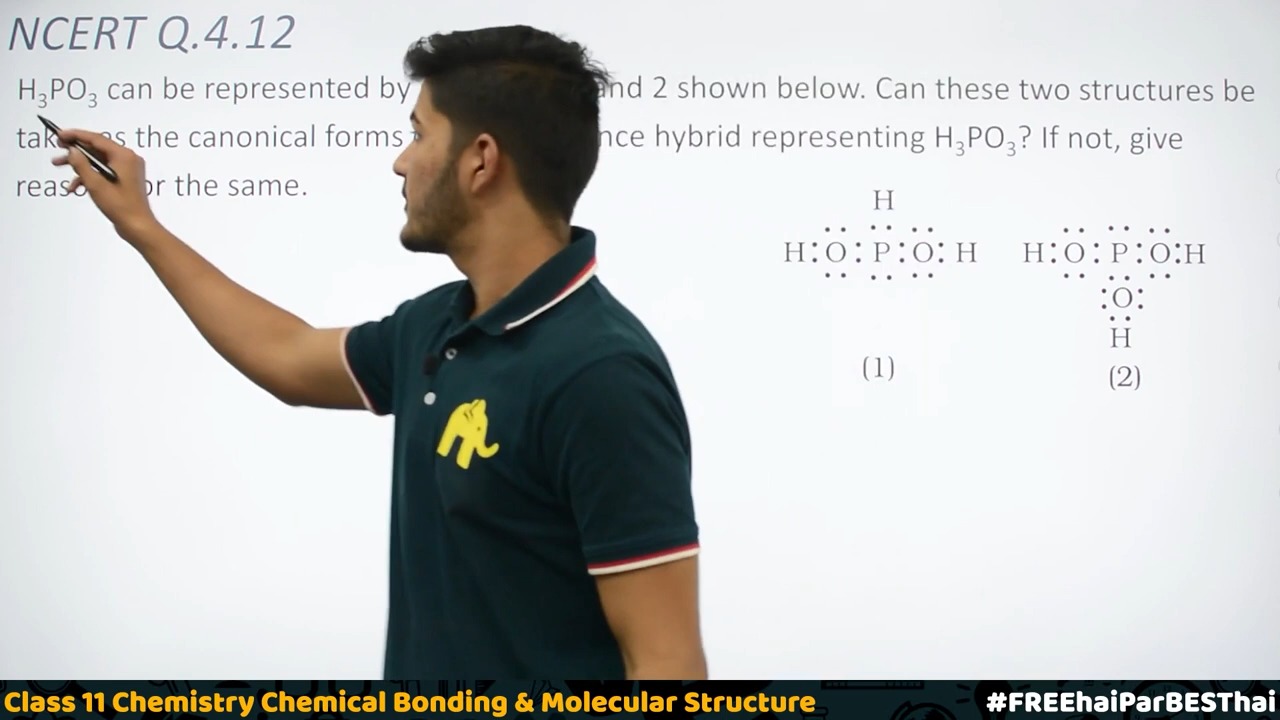 NCERT Q.4.12
H₃PO₃ can be represented by and 2 shown below. Can these two structures be
the canonical forms hybrid representing H₃PO₃? If not, give
for the same.
H
H:O:P:O:H H:O:P:O:H
:O:
H
(1) (2)
Class 11 Chemistry Chemical Bonding & Molecular Structure
#FREEhaiParBESThai